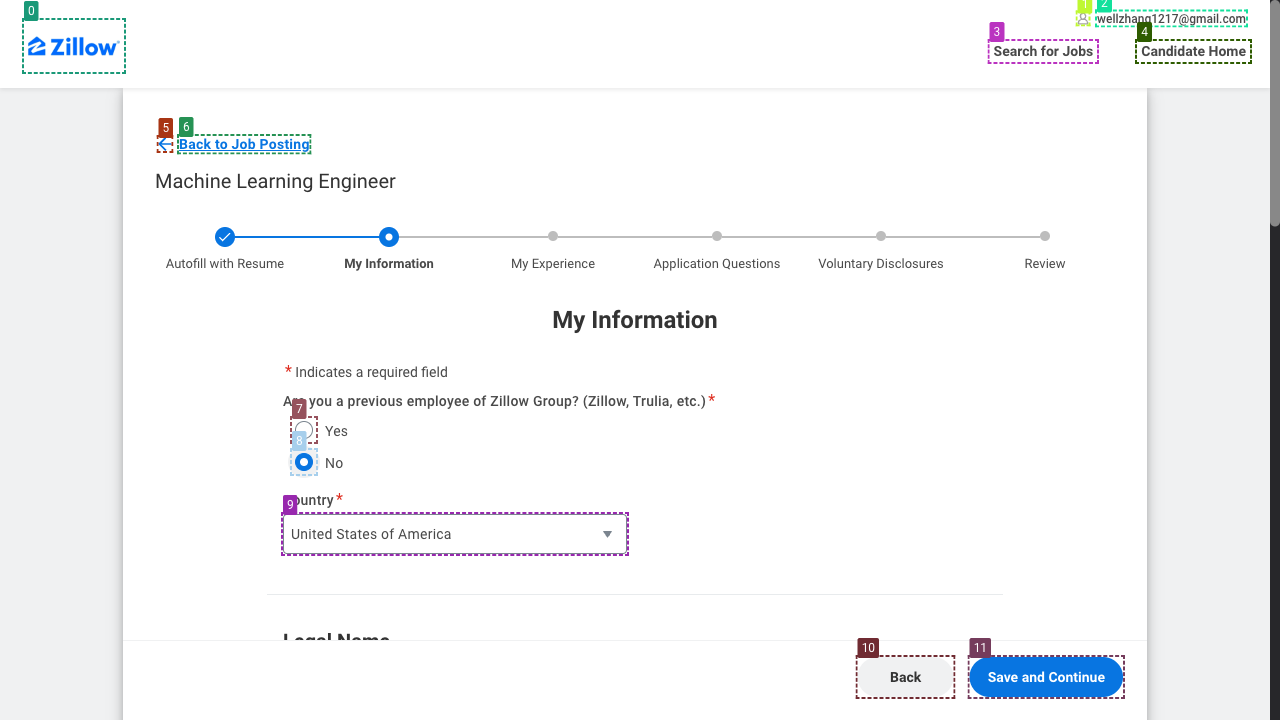 0
Zillow
1
2
wellzhang1217@gmail.com
3
4
Search for Jobs
Candidate Home
5
6
Back to Job Posting
Machine Learning Engineer
Autofill with Resume
My Information
My Experience
Application Questions
Voluntary Disclosures
Review
My Information
* Indicates a required field
Are you a previous employee of Zillow Group? (Zillow, Trulia, etc.) *
7
Yes
8
No
9
Country *
United States of America
Legal Name
10
11
Back
Save and Continue